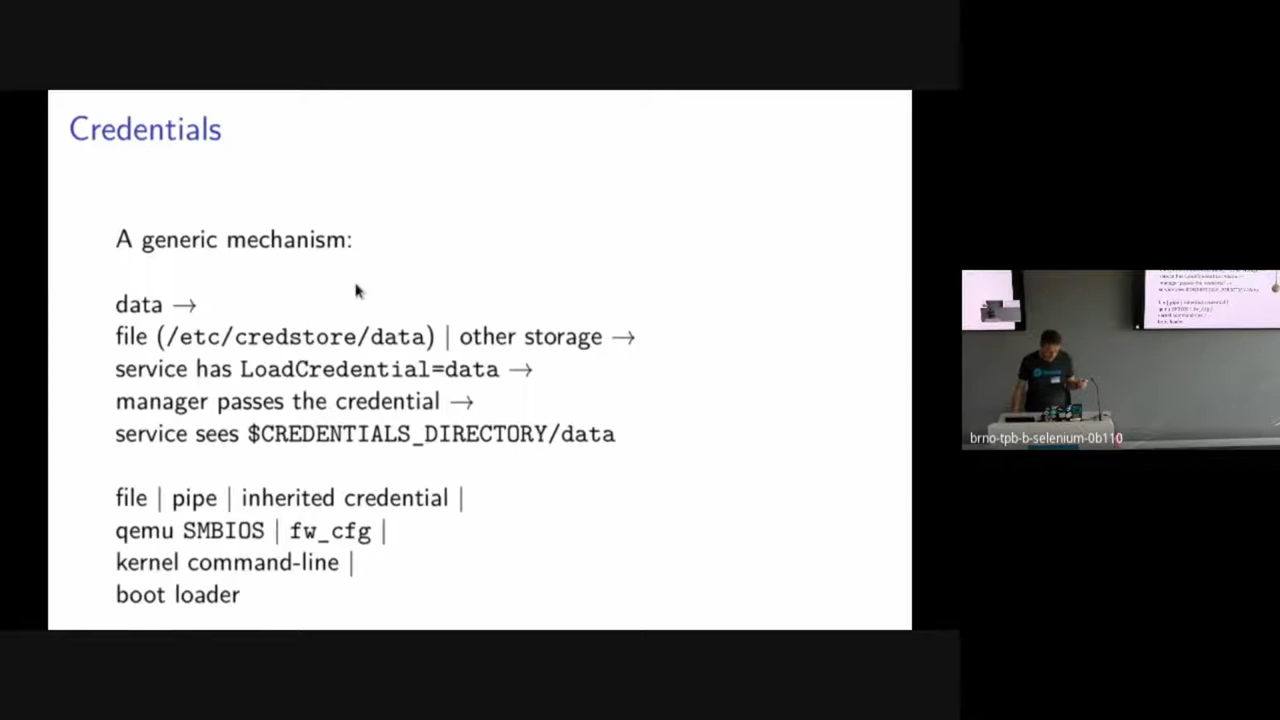 Credentials
A generic mechanism:
data →
file (/etc/credstore/data) | other storage →
service has LoadCredential=data →
manager passes the credential →
service sees $CREDENTIALS_DIRECTORY/data
file | pipe | inherited credential |
qemu SMBIOS | fw_cfg |
kernel command-line |
boot loader
brno-tpb-b-selenium-0b110